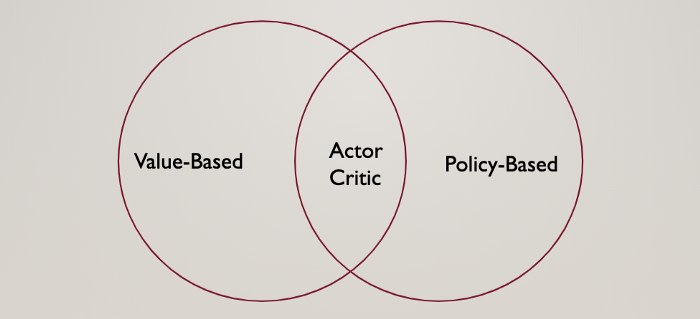 Value-Based
Actor
Critic
Policy-Based